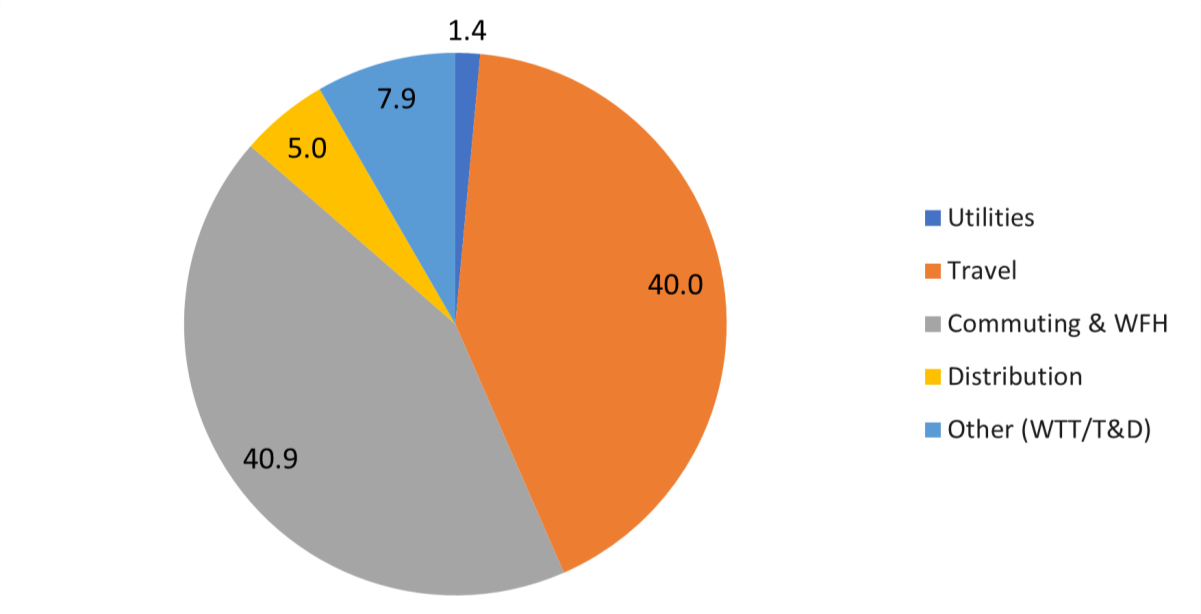 1.4
7.9
5.0
40.0
40.9
Utilities
Travel
Commuting & WFH
Distribution
Other (WTT/T&D)